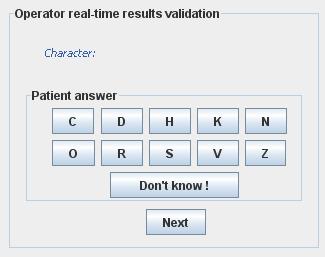 Operator real-time results validation
Character:
Patient answer
C D H K N
O R S V Z
Don't know !
Next